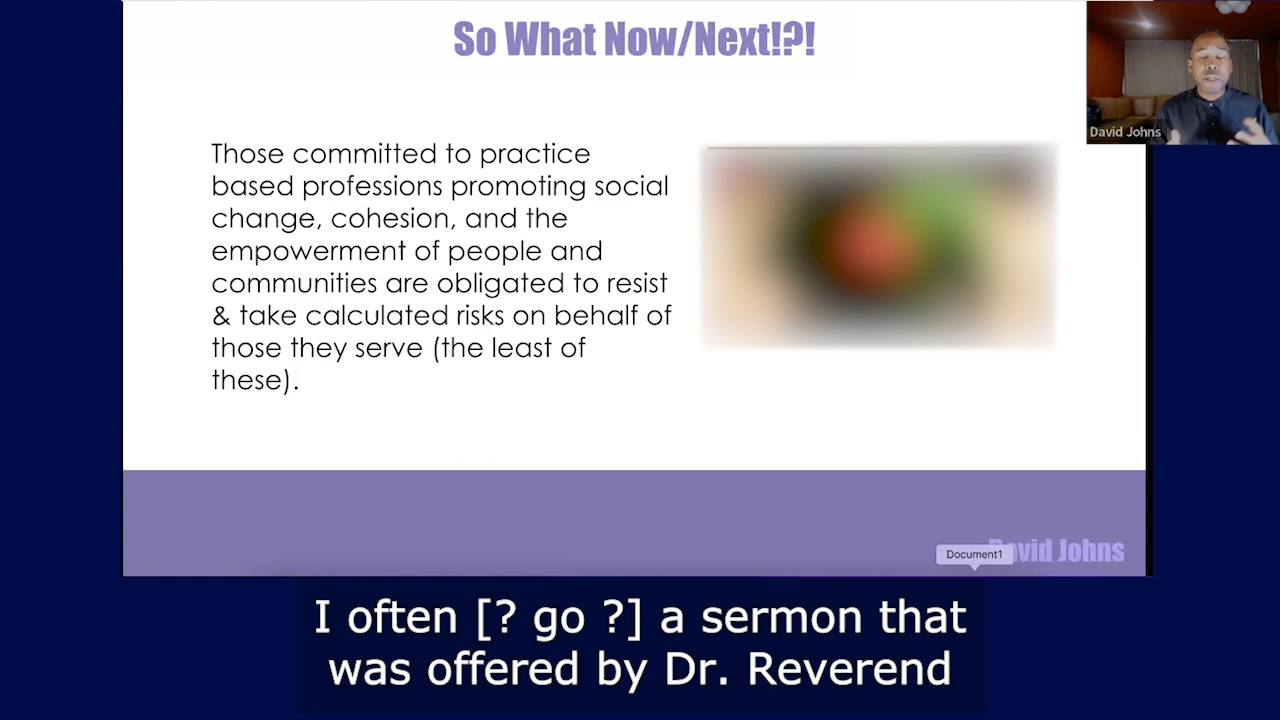 So What Now/Next!?!
David Johns
Those committed to practice
based professions promoting social
change, cohesion, and the
empowerment of people and
communities are obligated to resist
& take calculated risks on behalf of
those they serve (the least of
these).
Document1
David Johns
I often [? go ?] a sermon that
was offered by Dr. Reverend